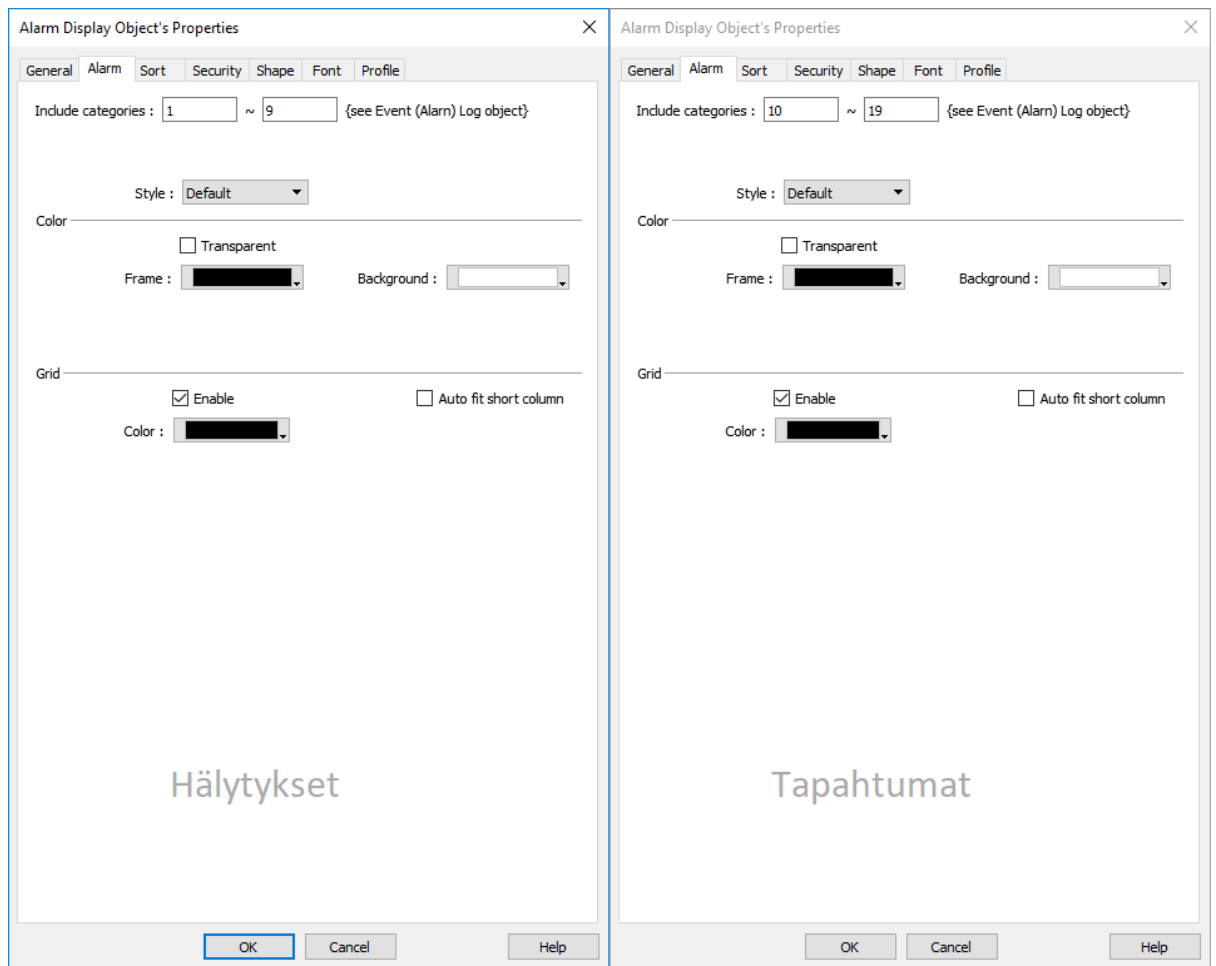 Alarm Display Object's Properties
General Alarm Sort Security Shape Font Profile
Include categories : 1 ~ 9 {see Event (Alarn) Log object}
Style : Default
Color
Transparent
Frame : Background :
Grid
Enable Auto fit short column
Color :
Hälytykset
OK Cancel Help
Alarm Display Object's Properties
General Alarm Sort Security Shape Font Profile
Include categories : 10 ~ 19 {see Event (Alarn) Log object}
Style : Default
Color
Transparent
Frame : Background :
Grid
Enable Auto fit short column
Color :
Tapahtumat
OK Cancel Help